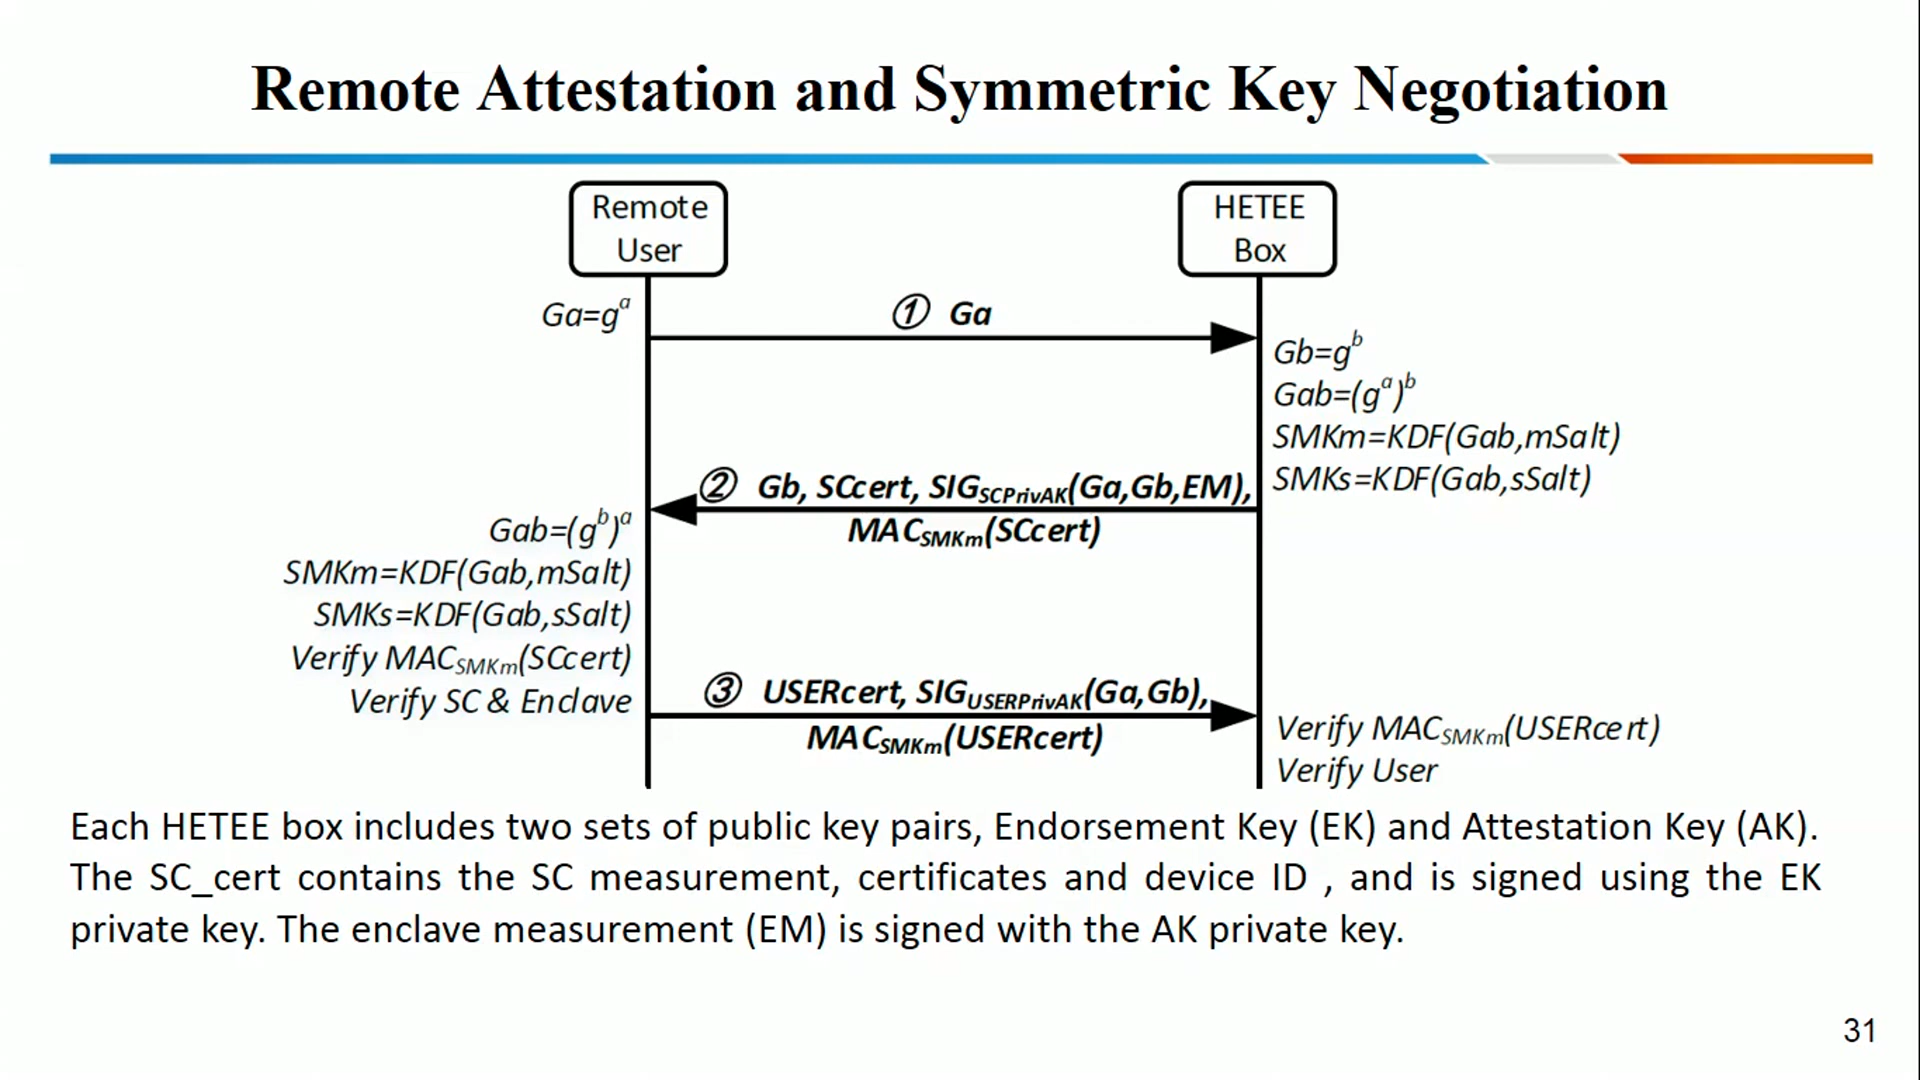 Remote Attestation and Symmetric Key Negotiation
Remote
User
HETEE
Box
Ga=g^a
① Ga
Gb=g^b
Gab=(g^a)^b
SMKm=KDF(Gab,mSalt)
SMKs=KDF(Gab,sSalt)
② Gb, SCcert, SIG_SCPrivAK(Ga,Gb,EM),
MAC_SMKm(SCcert)
Gab=(g^b)^a
SMKm=KDF(Gab,mSalt)
SMKs=KDF(Gab,sSalt)
Verify MAC_SMKm(SCcert)
Verify SC & Enclave
③ USERcert, SIG_USERPrivAK(Ga,Gb),
MAC_SMKm(USERcert)
Verify MAC_SMKm(USERcert)
Verify User
Each HETEE box includes two sets of public key pairs, Endorsement Key (EK) and Attestation Key (AK).
The SC_cert contains the SC measurement, certificates and device ID , and is signed using the EK
private key. The enclave measurement (EM) is signed with the AK private key.
31